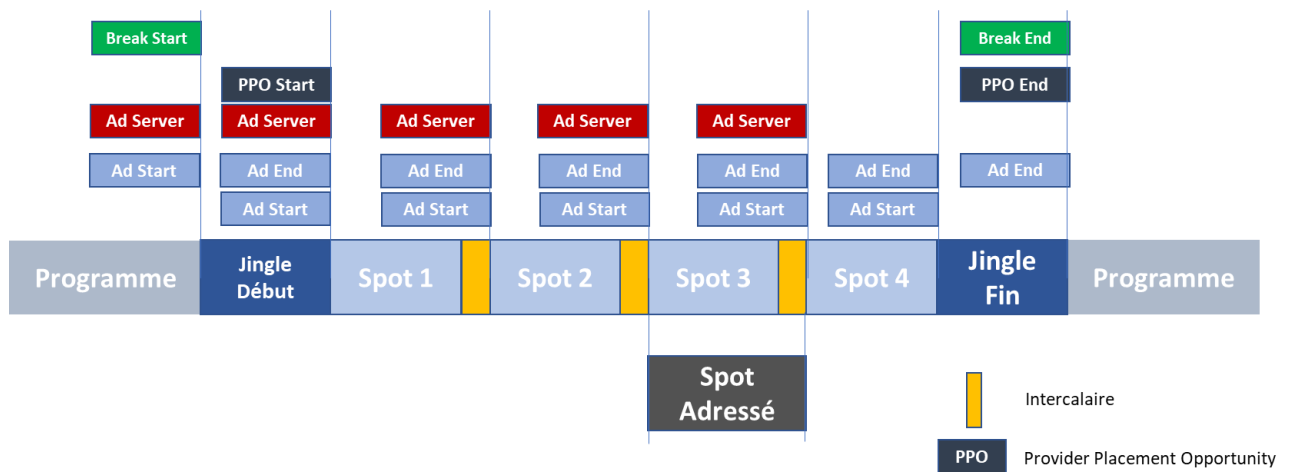 Break Start
Break End
PPO Start
PPO End
Ad Server
Ad Server
Ad Server
Ad Server
Ad Server
Ad Start
Ad End
Ad End
Ad End
Ad End
Ad End
Ad End
Ad Start
Ad Start
Ad Start
Ad Start
Ad Start
Programme
Jingle
Début
Spot 1
Spot 2
Spot 3
Spot 4
Jingle
Fin
Programme
Spot
Adressé
Intercalaire
PPO
Provider Placement Opportunity